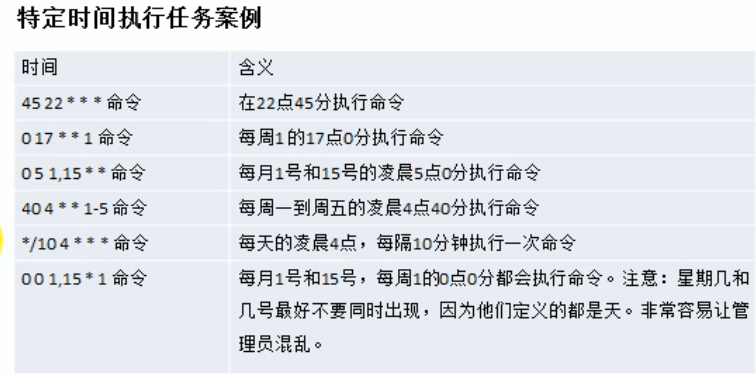 特定时间执行任务案例
时间 含义
45 22 * * * 命令 在22点45分执行命令
0 17 * * 1 命令 每周1的17点0分执行命令
0 5 1,15 * * 命令 每月1号和15号的凌晨5点0分执行命令
40 4 * * 1-5 命令 每周一到周五的凌晨4点40分执行命令
*/10 4 * * * 命令 每天的凌晨4点，每隔10分钟执行一次命令
0 0 1,15 * 1 命令 每月1号和15号，每周1的0点0分都会执行命令。注意：星期几和
几号最好不要同时出现，因为他们定义的都是天。非常容易让管
理员混乱。